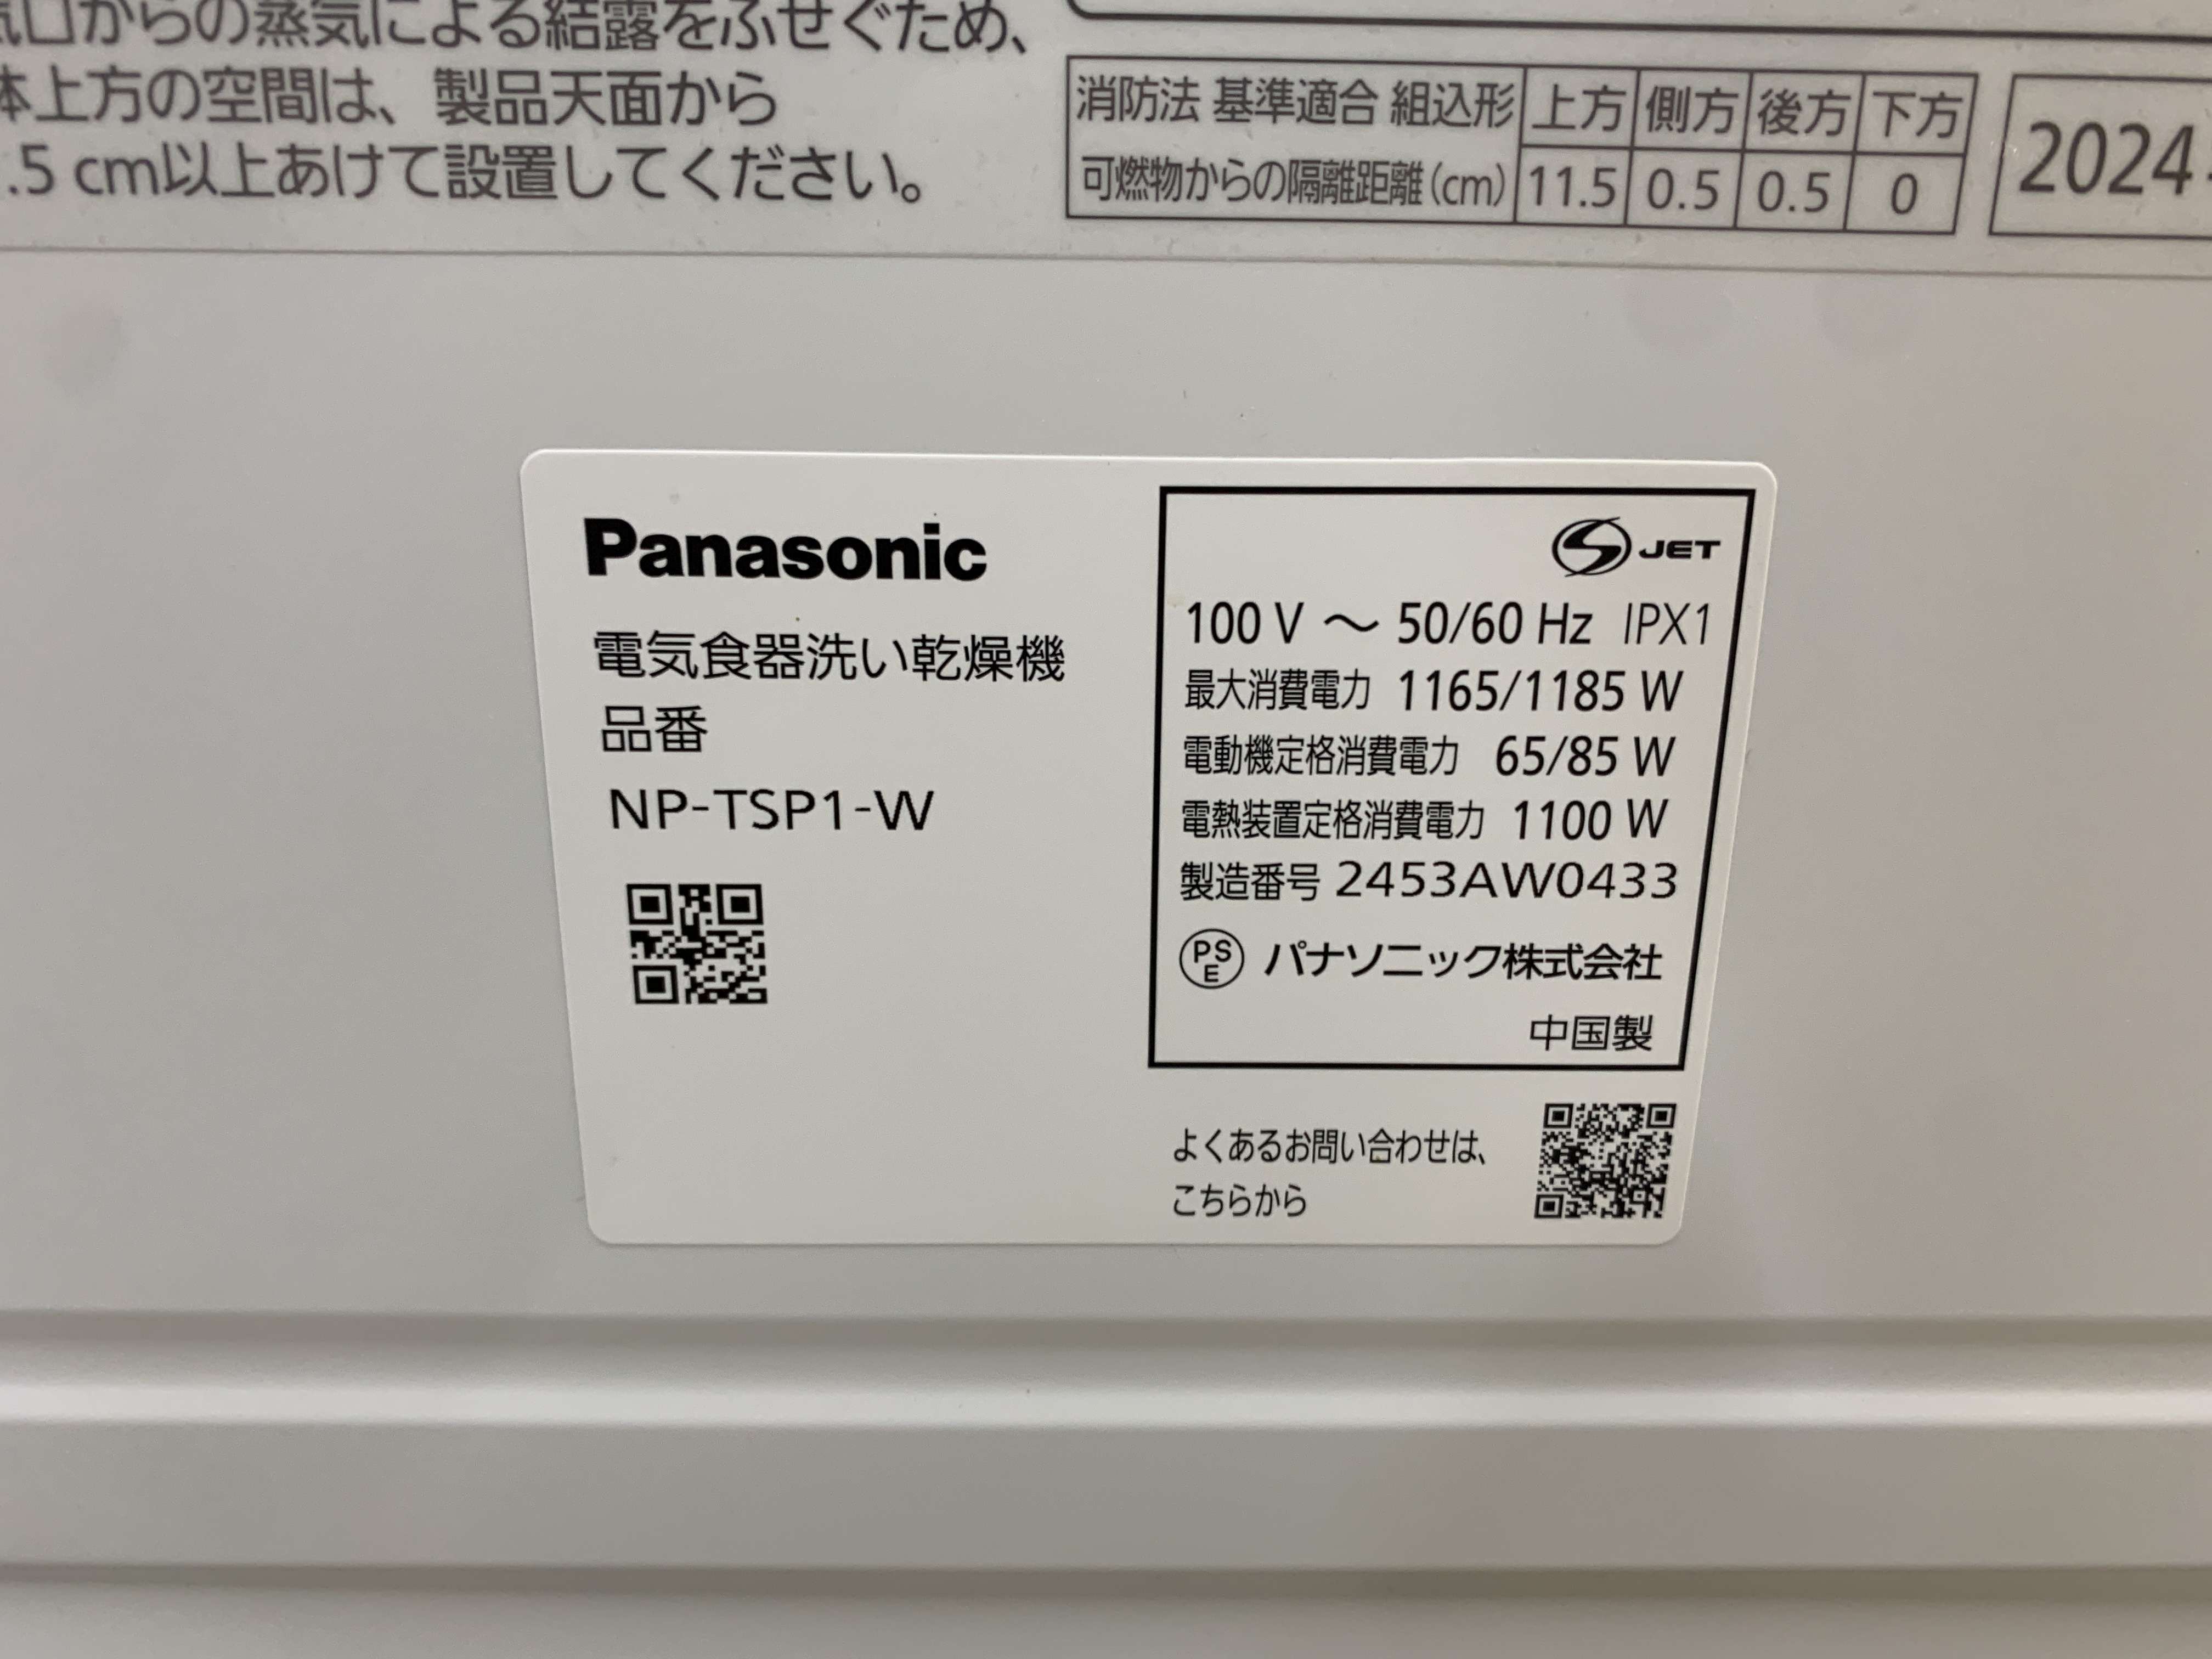 気口からの蒸気による結露をふせぐため、
体上方の空間は、製品天面から
.5 cm以上あけて設置してください。
消防法 基準適合 組込形 上方 側方 後方 下方
可燃物からの隔離距離(cm) 11.5 0.5 0.5 0
2024
Panasonic
電気食器洗い乾燥機
品番
NP-TSP1-W
JET
100 V ～ 50/60 Hz IPX1
最大消費電力 1165/1185 W
電動機定格消費電力 65/85 W
電熱装置定格消費電力 1100 W
製造番号 2453AW0433
PSE パナソニック株式会社
中国製
よくあるお問い合わせは、
こちらから